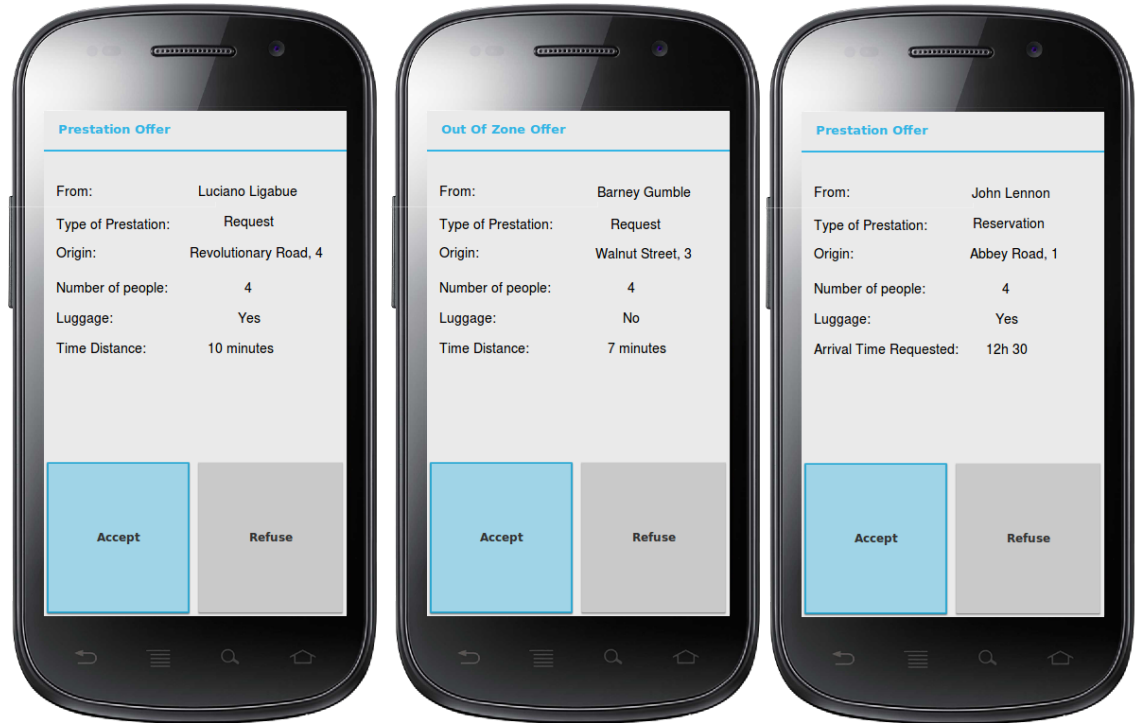 Prestation Offer
From: Luciano Ligabue
Type of Prestation: Request
Origin: Revolutionary Road, 4
Number of people: 4
Luggage: Yes
Time Distance: 10 minutes
Accept Refuse
Out Of Zone Offer
From: Barney Gumble
Type of Prestation: Request
Origin: Walnut Street, 3
Number of people: 4
Luggage: No
Time Distance: 7 minutes
Accept Refuse
Prestation Offer
From: John Lennon
Type of Prestation: Reservation
Origin: Abbey Road, 1
Number of people: 4
Luggage: Yes
Arrival Time Requested: 12h 30
Accept Refuse